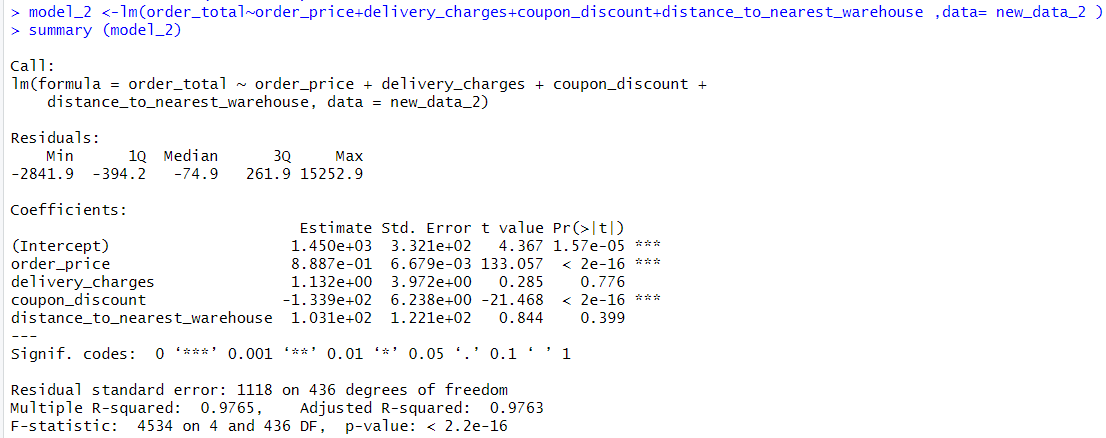 > model_2 <-lm(order_total~order_price+delivery_charges+coupon_discount+distance_to_nearest_warehouse ,data= new_data_2 )
> summary (model_2)

Call:
lm(formula = order_total ~ order_price + delivery_charges + coupon_discount +
    distance_to_nearest_warehouse, data = new_data_2)

Residuals:
    Min      1Q  Median      3Q     Max
-2841.9  -394.2   -74.9   261.9 15252.9

Coefficients:
                                Estimate Std. Error t value Pr(>|t|)
(Intercept)                    1.450e+03  3.321e+02   4.367 1.57e-05 ***
order_price                    8.887e-01  6.679e-03 133.057  < 2e-16 ***
delivery_charges               1.132e+00  3.972e+00   0.285    0.776
coupon_discount               -1.339e+02  6.238e+00 -21.468  < 2e-16 ***
distance_to_nearest_warehouse  1.031e+02  1.221e+02   0.844    0.399
---
Signif. codes:  0 ‘***’ 0.001 ‘**’ 0.01 ‘*’ 0.05 ‘.’ 0.1 ‘ ’ 1

Residual standard error: 1118 on 436 degrees of freedom
Multiple R-squared:  0.9765,    Adjusted R-squared:  0.9763
F-statistic:  4534 on 4 and 436 DF,  p-value: < 2.2e-16